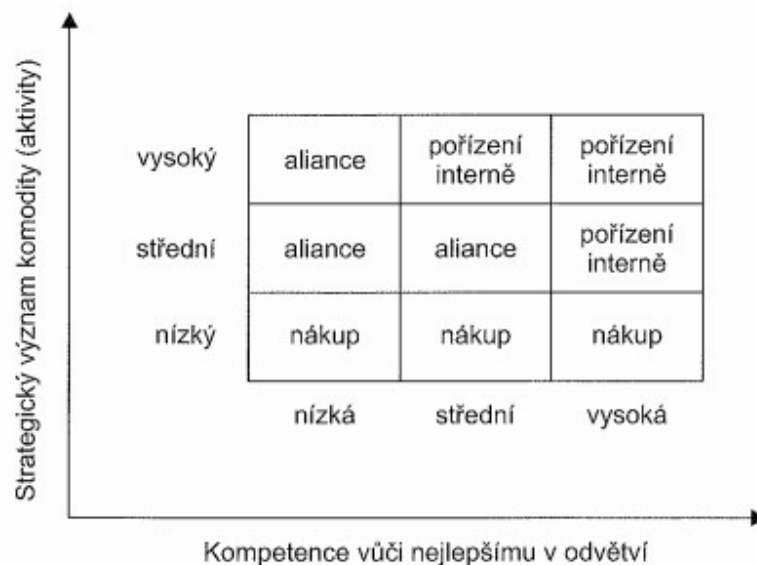 Strategický význam komodity (aktivity)
vysoký
aliance
pořízení
interně
pořízení
interně
střední
aliance
aliance
pořízení
interně
nízký
nákup
nákup
nákup
nízká
střední
vysoká
Kompetence vůči nejlepšímu v odvětví